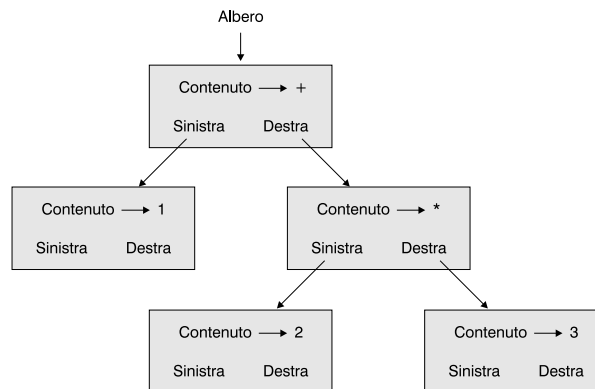 Albero
Contenuto → +
Sinistra Destra
Contenuto → 1
Sinistra Destra
Contenuto → *
Sinistra Destra
Contenuto → 2
Sinistra Destra
Contenuto → 3
Sinistra Destra